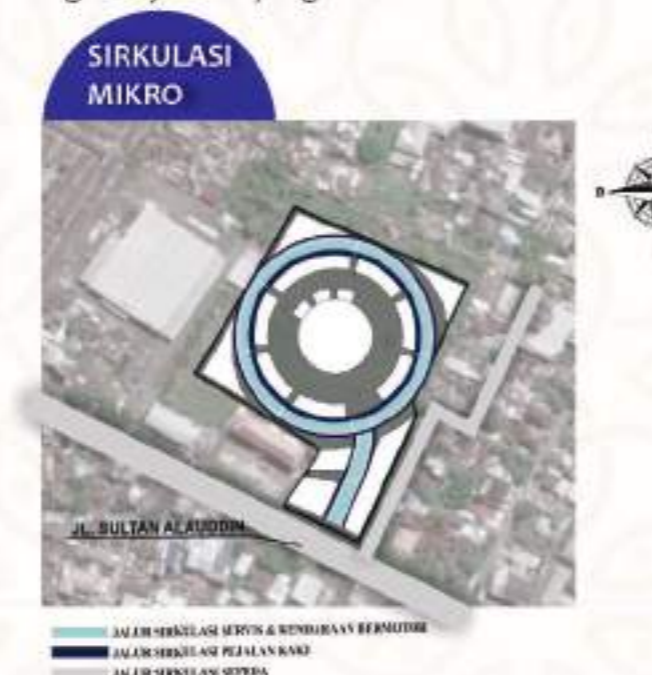 SIRKULASI
MIKRO
JL. SULTAN ALAUDDIN
JALUR SIRKULASI SERVIS & KENDARAAN BERMOTOR
JALUR SIRKULASI PEJALAN KAKI
JALUR SIRKULASI SEPEDA